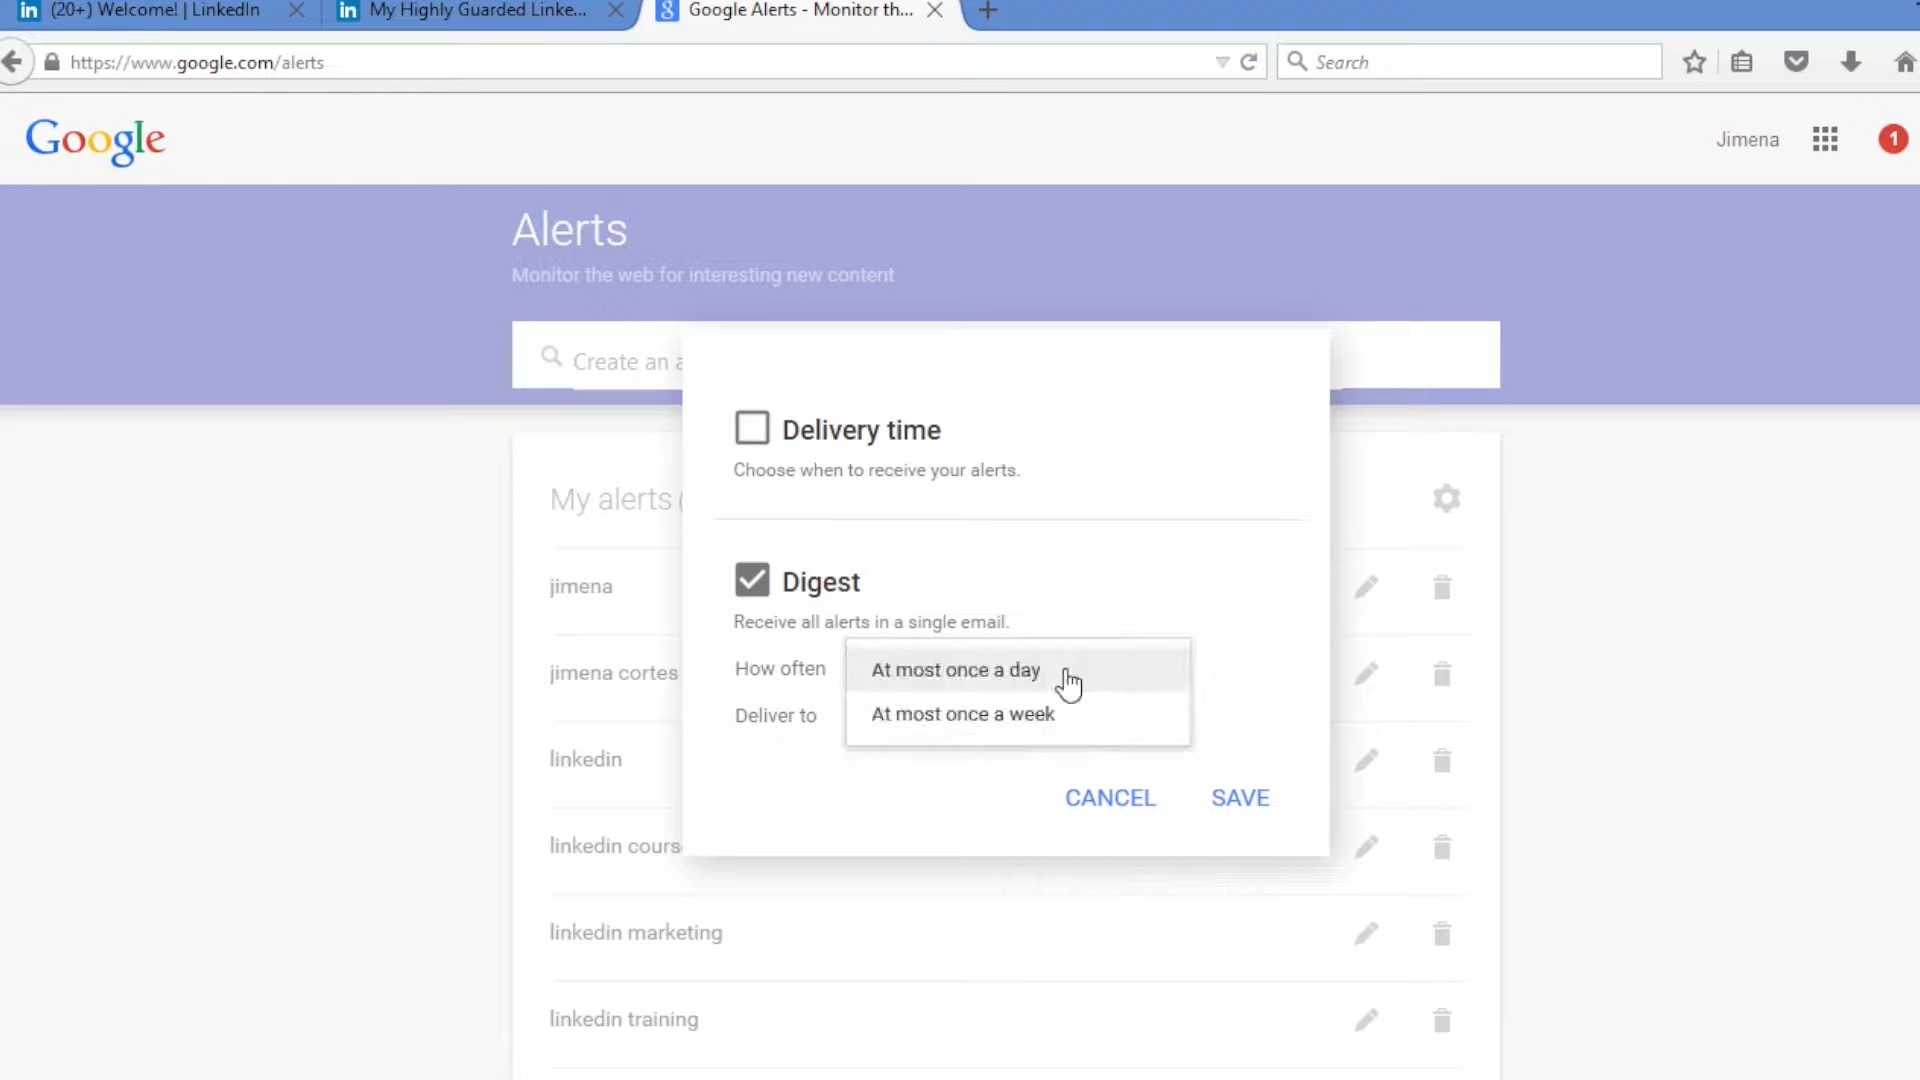 (20+) Welcome! | LinkedIn
My Highly Guarded Linke...
Google Alerts - Monitor th...
https://www.google.com/alerts
Search
Google
Jimena
1
Alerts
Monitor the web for interesting new content
Create an a
Delivery time
Choose when to receive your alerts.
My alerts (
Digest
jimena
Receive all alerts in a single email.
How often
At most once a day
jimena cortes
Deliver to
At most once a week
linkedin
CANCEL
SAVE
linkedin cours
linkedin marketing
linkedin training